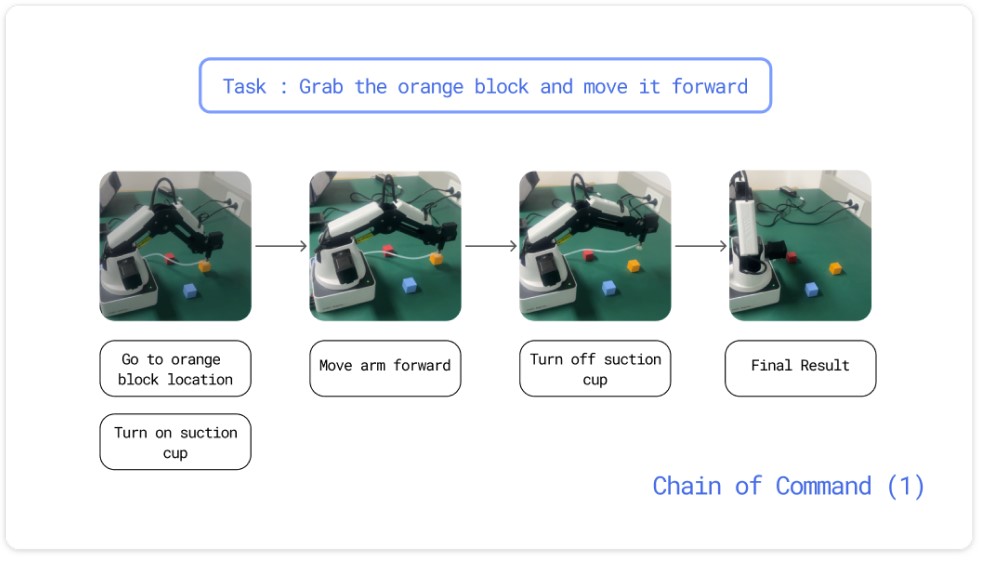 Task : Grab the orange block and move it forward
Go to orange
block location
Turn on suction
cup
Move arm forward
Turn off suction
cup
Final Result
Chain of Command (1)